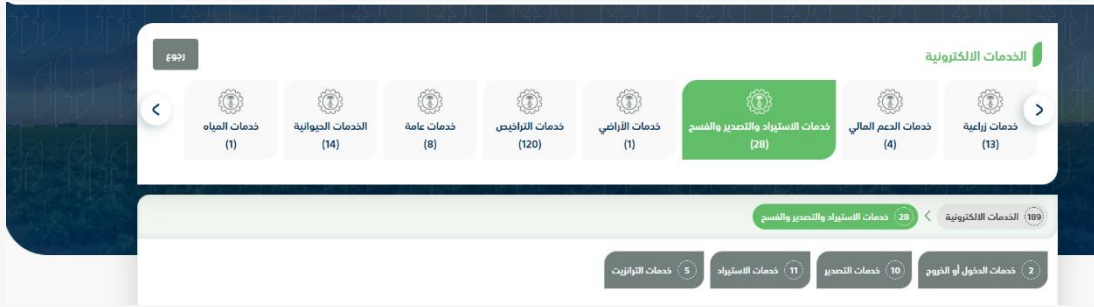 الخدمات الالكترونية
رجوع
خدمات زراعية
(13)
خدمات الدعم المالي
(4)
خدمات الاستيراد والتصدير والفسح
(28)
خدمات الأراضي
(1)
خدمات التراخيص
(120)
خدمات عامة
(8)
الخدمات الحيوانية
(14)
خدمات المياه
(1)
189 الخدمات الالكترونية > 28 خدمات الاستيراد والتصدير والفسح
2 خدمات الدخول أو الخروج
10 خدمات التصدير
11 خدمات الاستيراد
5 خدمات الترانزيت